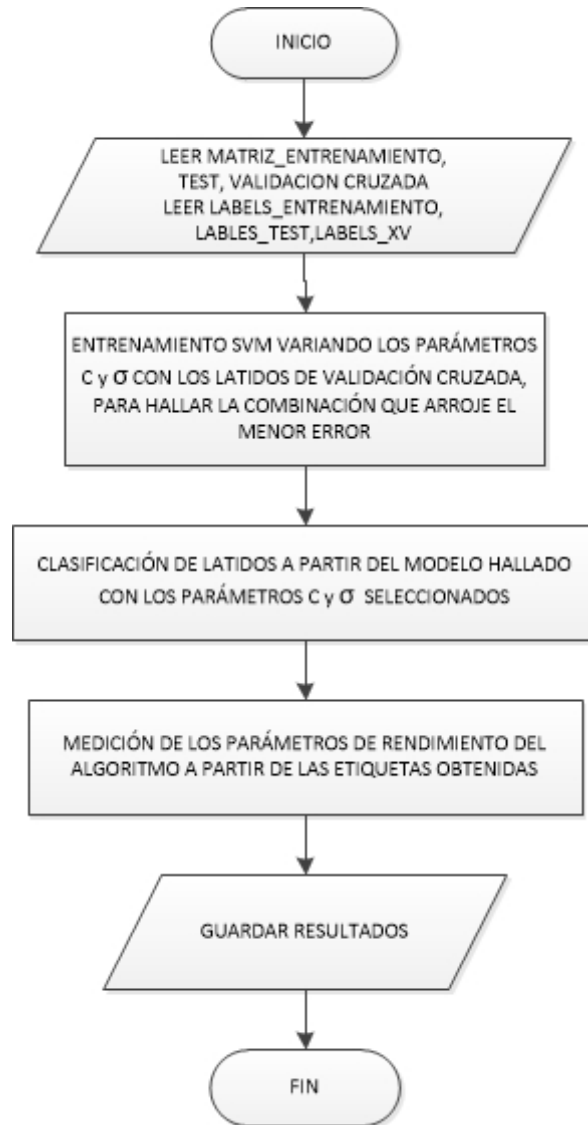 INICIO
LEER MATRIZ_ENTRENAMIENTO,
TEST, VALIDACION CRUZADA
LEER LABELS_ENTRENAMIENTO,
LABLES_TEST,LABELS_XV
ENTRENAMIENTO SVM VARIANDO LOS PARÁMETROS
C y σ CON LOS LATIDOS DE VALIDACIÓN CRUZADA,
PARA HALLAR LA COMBINACIÓN QUE ARROJE EL
MENOR ERROR
CLASIFICACIÓN DE LATIDOS A PARTIR DEL MODELO HALLADO
CON LOS PARÁMETROS C y σ SELECCIONADOS
MEDICIÓN DE LOS PARÁMETROS DE RENDIMIENTO DEL
ALGORITMO A PARTIR DE LAS ETIQUETAS OBTENIDAS
GUARDAR RESULTADOS
FIN